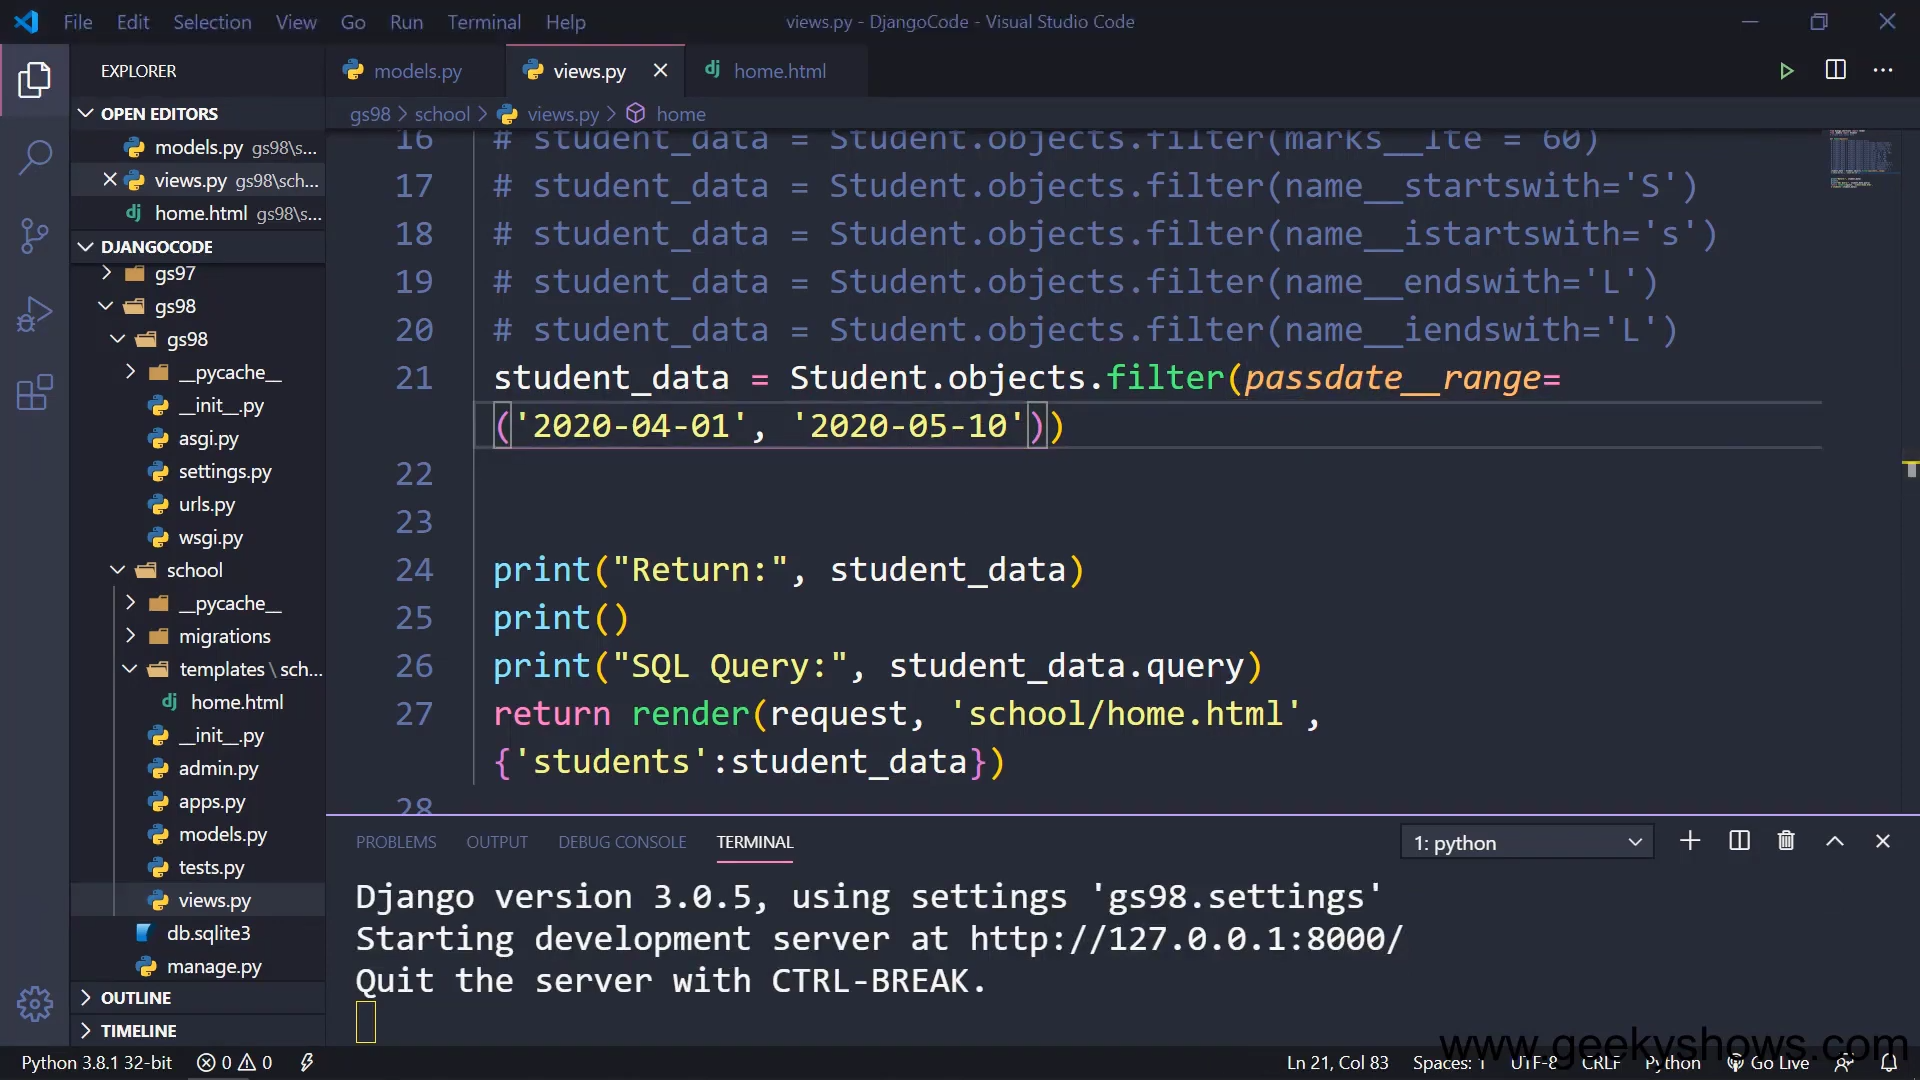 File Edit Selection View Go Run Terminal Help
views.py - DjangoCode - Visual Studio Code
EXPLORER
OPEN EDITORS
models.py gs98\s...
views.py gs98\sch...
home.html gs98\s...
DJANGOCODE
gs97
gs98
gs98
__pycache__
__init__.py
asgi.py
settings.py
urls.py
wsgi.py
school
__pycache__
migrations
templates \ sch...
home.html
__init__.py
admin.py
apps.py
models.py
tests.py
views.py
db.sqlite3
manage.py
OUTLINE
TIMELINE
models.py views.py home.html
gs98 > school > views.py > home
16 # student_data = Student.objects.filter(marks__lte = 60)
17 # student_data = Student.objects.filter(name__startswith='S')
18 # student_data = Student.objects.filter(name__istartswith='s')
19 # student_data = Student.objects.filter(name__endswith='L')
20 # student_data = Student.objects.filter(name__iendswith='L')
21 student_data = Student.objects.filter(passdate__range=
('2020-04-01', '2020-05-10'))
22
23
24 print("Return:", student_data)
25 print()
26 print("SQL Query:", student_data.query)
27 return render(request, 'school/home.html',
{'students':student_data})
28
PROBLEMS OUTPUT DEBUG CONSOLE TERMINAL
1: python
Django version 3.0.5, using settings 'gs98.settings'
Starting development server at http://127.0.0.1:8000/
Quit the server with CTRL-BREAK.
www.geekyshows.com
Python 3.8.1 32-bit 0 0 Ln 21, Col 83 Spaces: 1 UTF-8 CRLF Python Go Live